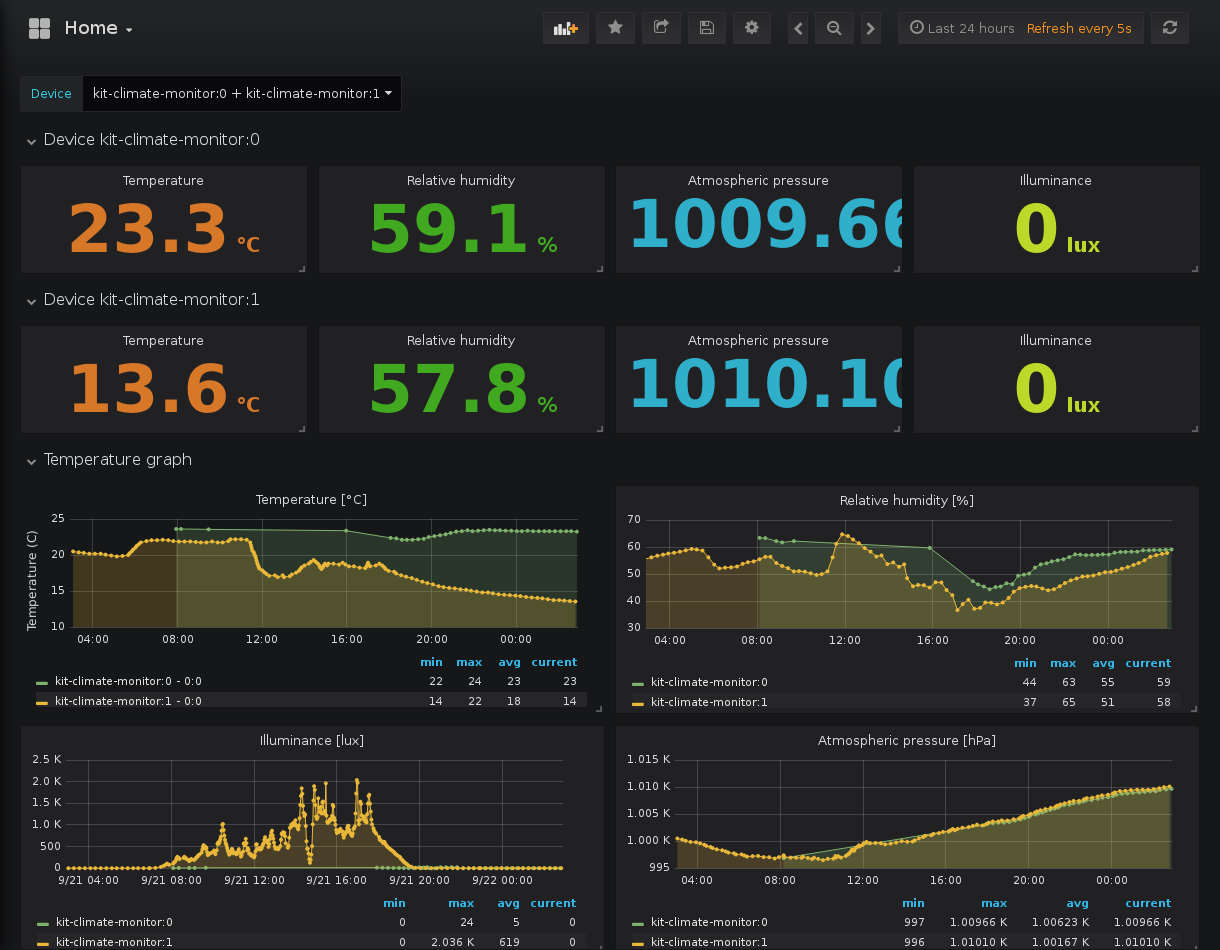 Home
Last 24 hours Refresh every 5s
Device kit-climate-monitor:0 + kit-climate-monitor:1
Device kit-climate-monitor:0
Temperature Relative humidity Atmospheric pressure Illuminance
23.3 °C 59.1 % 1009.66 0 lux
Device kit-climate-monitor:1
Temperature Relative humidity Atmospheric pressure Illuminance
13.6 °C 57.8 % 1010.10 0 lux
Temperature graph
Temperature [°C]
Temperature (C)
25
20
15
10
04:00 08:00 12:00 16:00 20:00 00:00
min max avg current
kit-climate-monitor:0 - 0:0 22 24 23 23
kit-climate-monitor:1 - 0:0 14 22 18 14
Relative humidity [%]
70
60
50
40
30
04:00 08:00 12:00 16:00 20:00 00:00
min max avg current
kit-climate-monitor:0 44 63 55 59
kit-climate-monitor:1 37 65 51 58
Illuminance [lux]
2.5 K
2.0 K
1.5 K
1.0 K
500
0
9/21 04:00 9/21 08:00 9/21 12:00 9/21 16:00 9/21 20:00 9/22 00:00
min max avg current
kit-climate-monitor:0 0 24 5 0
kit-climate-monitor:1 0 2.036 K 619 0
Atmospheric pressure [hPa]
1.015 K
1.010 K
1.005 K
1.000 K
995
04:00 08:00 12:00 16:00 20:00 00:00
min max avg current
kit-climate-monitor:0 997 1.00966 K 1.00623 K 1.00966 K
kit-climate-monitor:1 996 1.01010 K 1.00167 K 1.01010 K